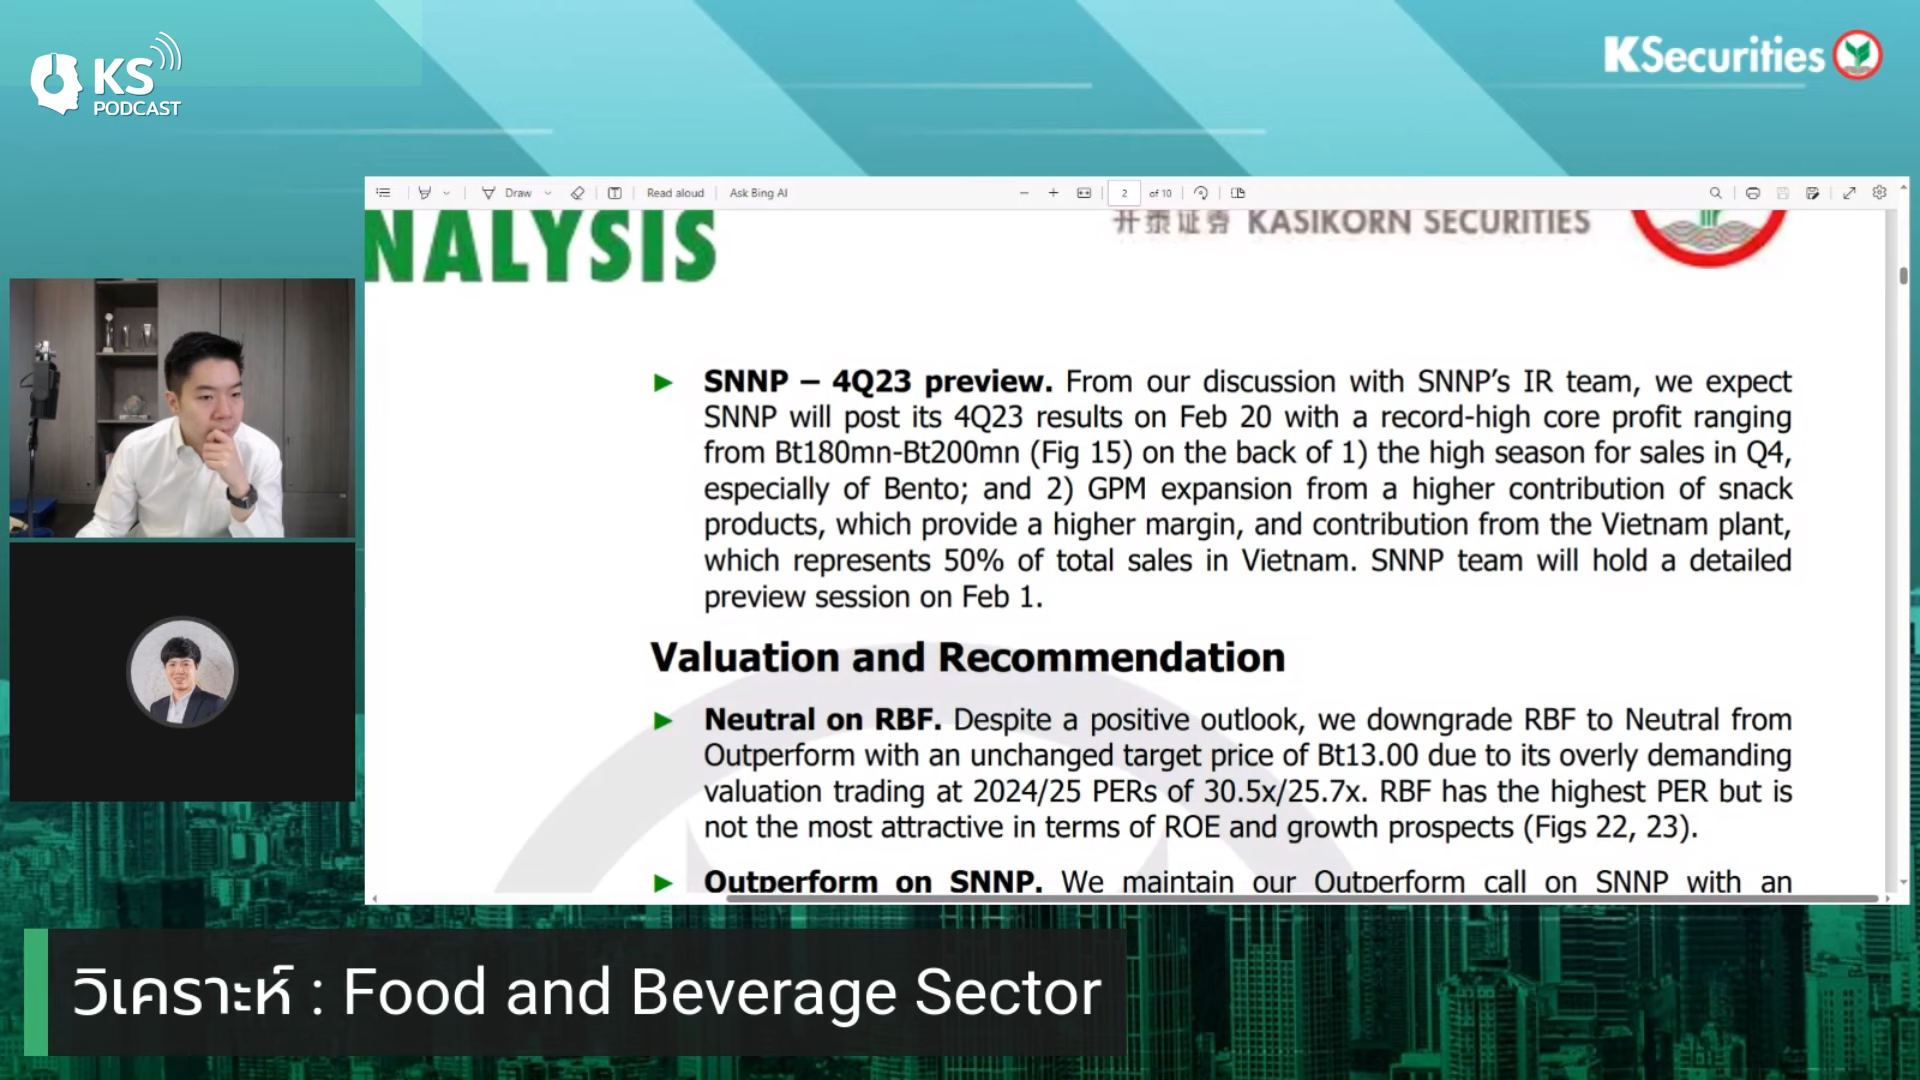 KS
PODCAST
KSecurities
Draw
Read aloud
Ask Bing AI
2
of 10
NALYSIS
开泰证券 KASIKORN SECURITIES
SNNP – 4Q23 preview. From our discussion with SNNP's IR team, we expect
SNNP will post its 4Q23 results on Feb 20 with a record-high core profit ranging
from Bt180mn-Bt200mn (Fig 15) on the back of 1) the high season for sales in Q4,
especially of Bento; and 2) GPM expansion from a higher contribution of snack
products, which provide a higher margin, and contribution from the Vietnam plant,
which represents 50% of total sales in Vietnam. SNNP team will hold a detailed
preview session on Feb 1.
Valuation and Recommendation
Neutral on RBF. Despite a positive outlook, we downgrade RBF to Neutral from
Outperform with an unchanged target price of Bt13.00 due to its overly demanding
valuation trading at 2024/25 PERs of 30.5x/25.7x. RBF has the highest PER but is
not the most attractive in terms of ROE and growth prospects (Figs 22, 23).
Outperform on SNNP. We maintain our Outperform call on SNNP with an
วิเคราะห์ : Food and Beverage Sector